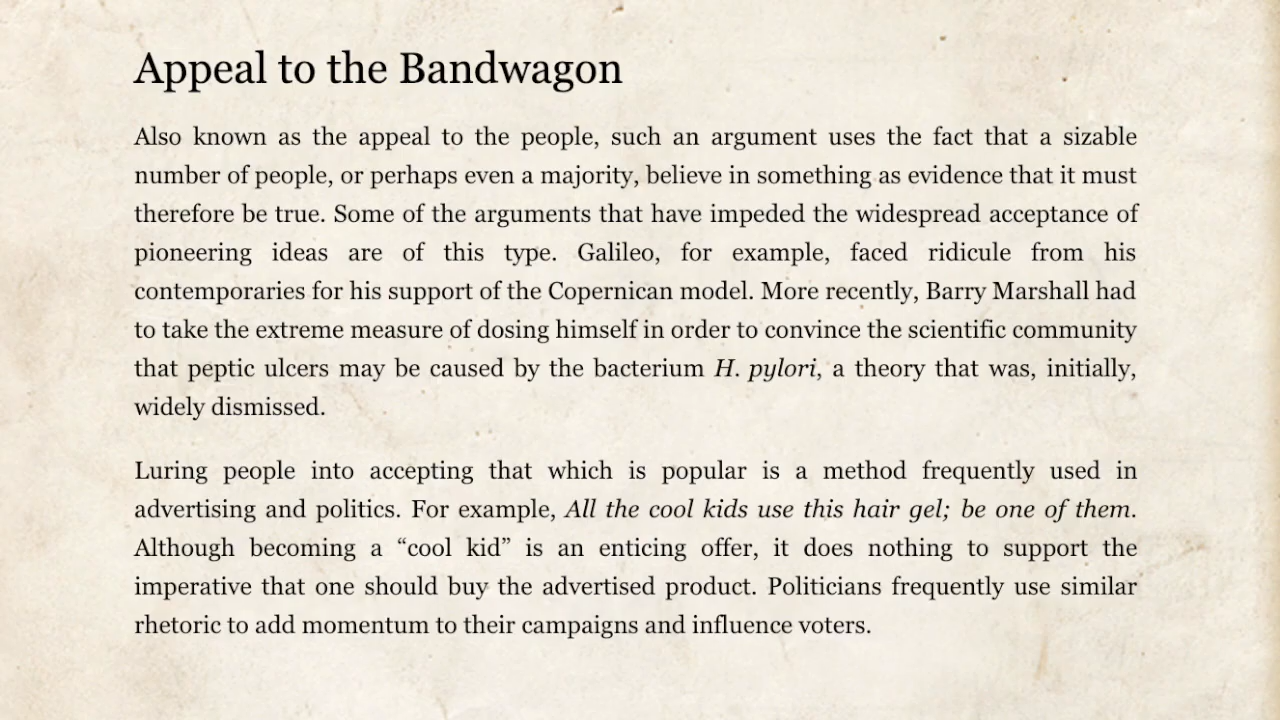 Appeal to the Bandwagon
Also known as the appeal to the people, such an argument uses the fact that a sizable
number of people, or perhaps even a majority, believe in something as evidence that it must
therefore be true. Some of the arguments that have impeded the widespread acceptance of
pioneering ideas are of this type. Galileo, for example, faced ridicule from his
contemporaries for his support of the Copernican model. More recently, Barry Marshall had
to take the extreme measure of dosing himself in order to convince the scientific community
that peptic ulcers may be caused by the bacterium H. pylori, a theory that was, initially,
widely dismissed.
Luring people into accepting that which is popular is a method frequently used in
advertising and politics. For example, All the cool kids use this hair gel; be one of them.
Although becoming a “cool kid” is an enticing offer, it does nothing to support the
imperative that one should buy the advertised product. Politicians frequently use similar
rhetoric to add momentum to their campaigns and influence voters.